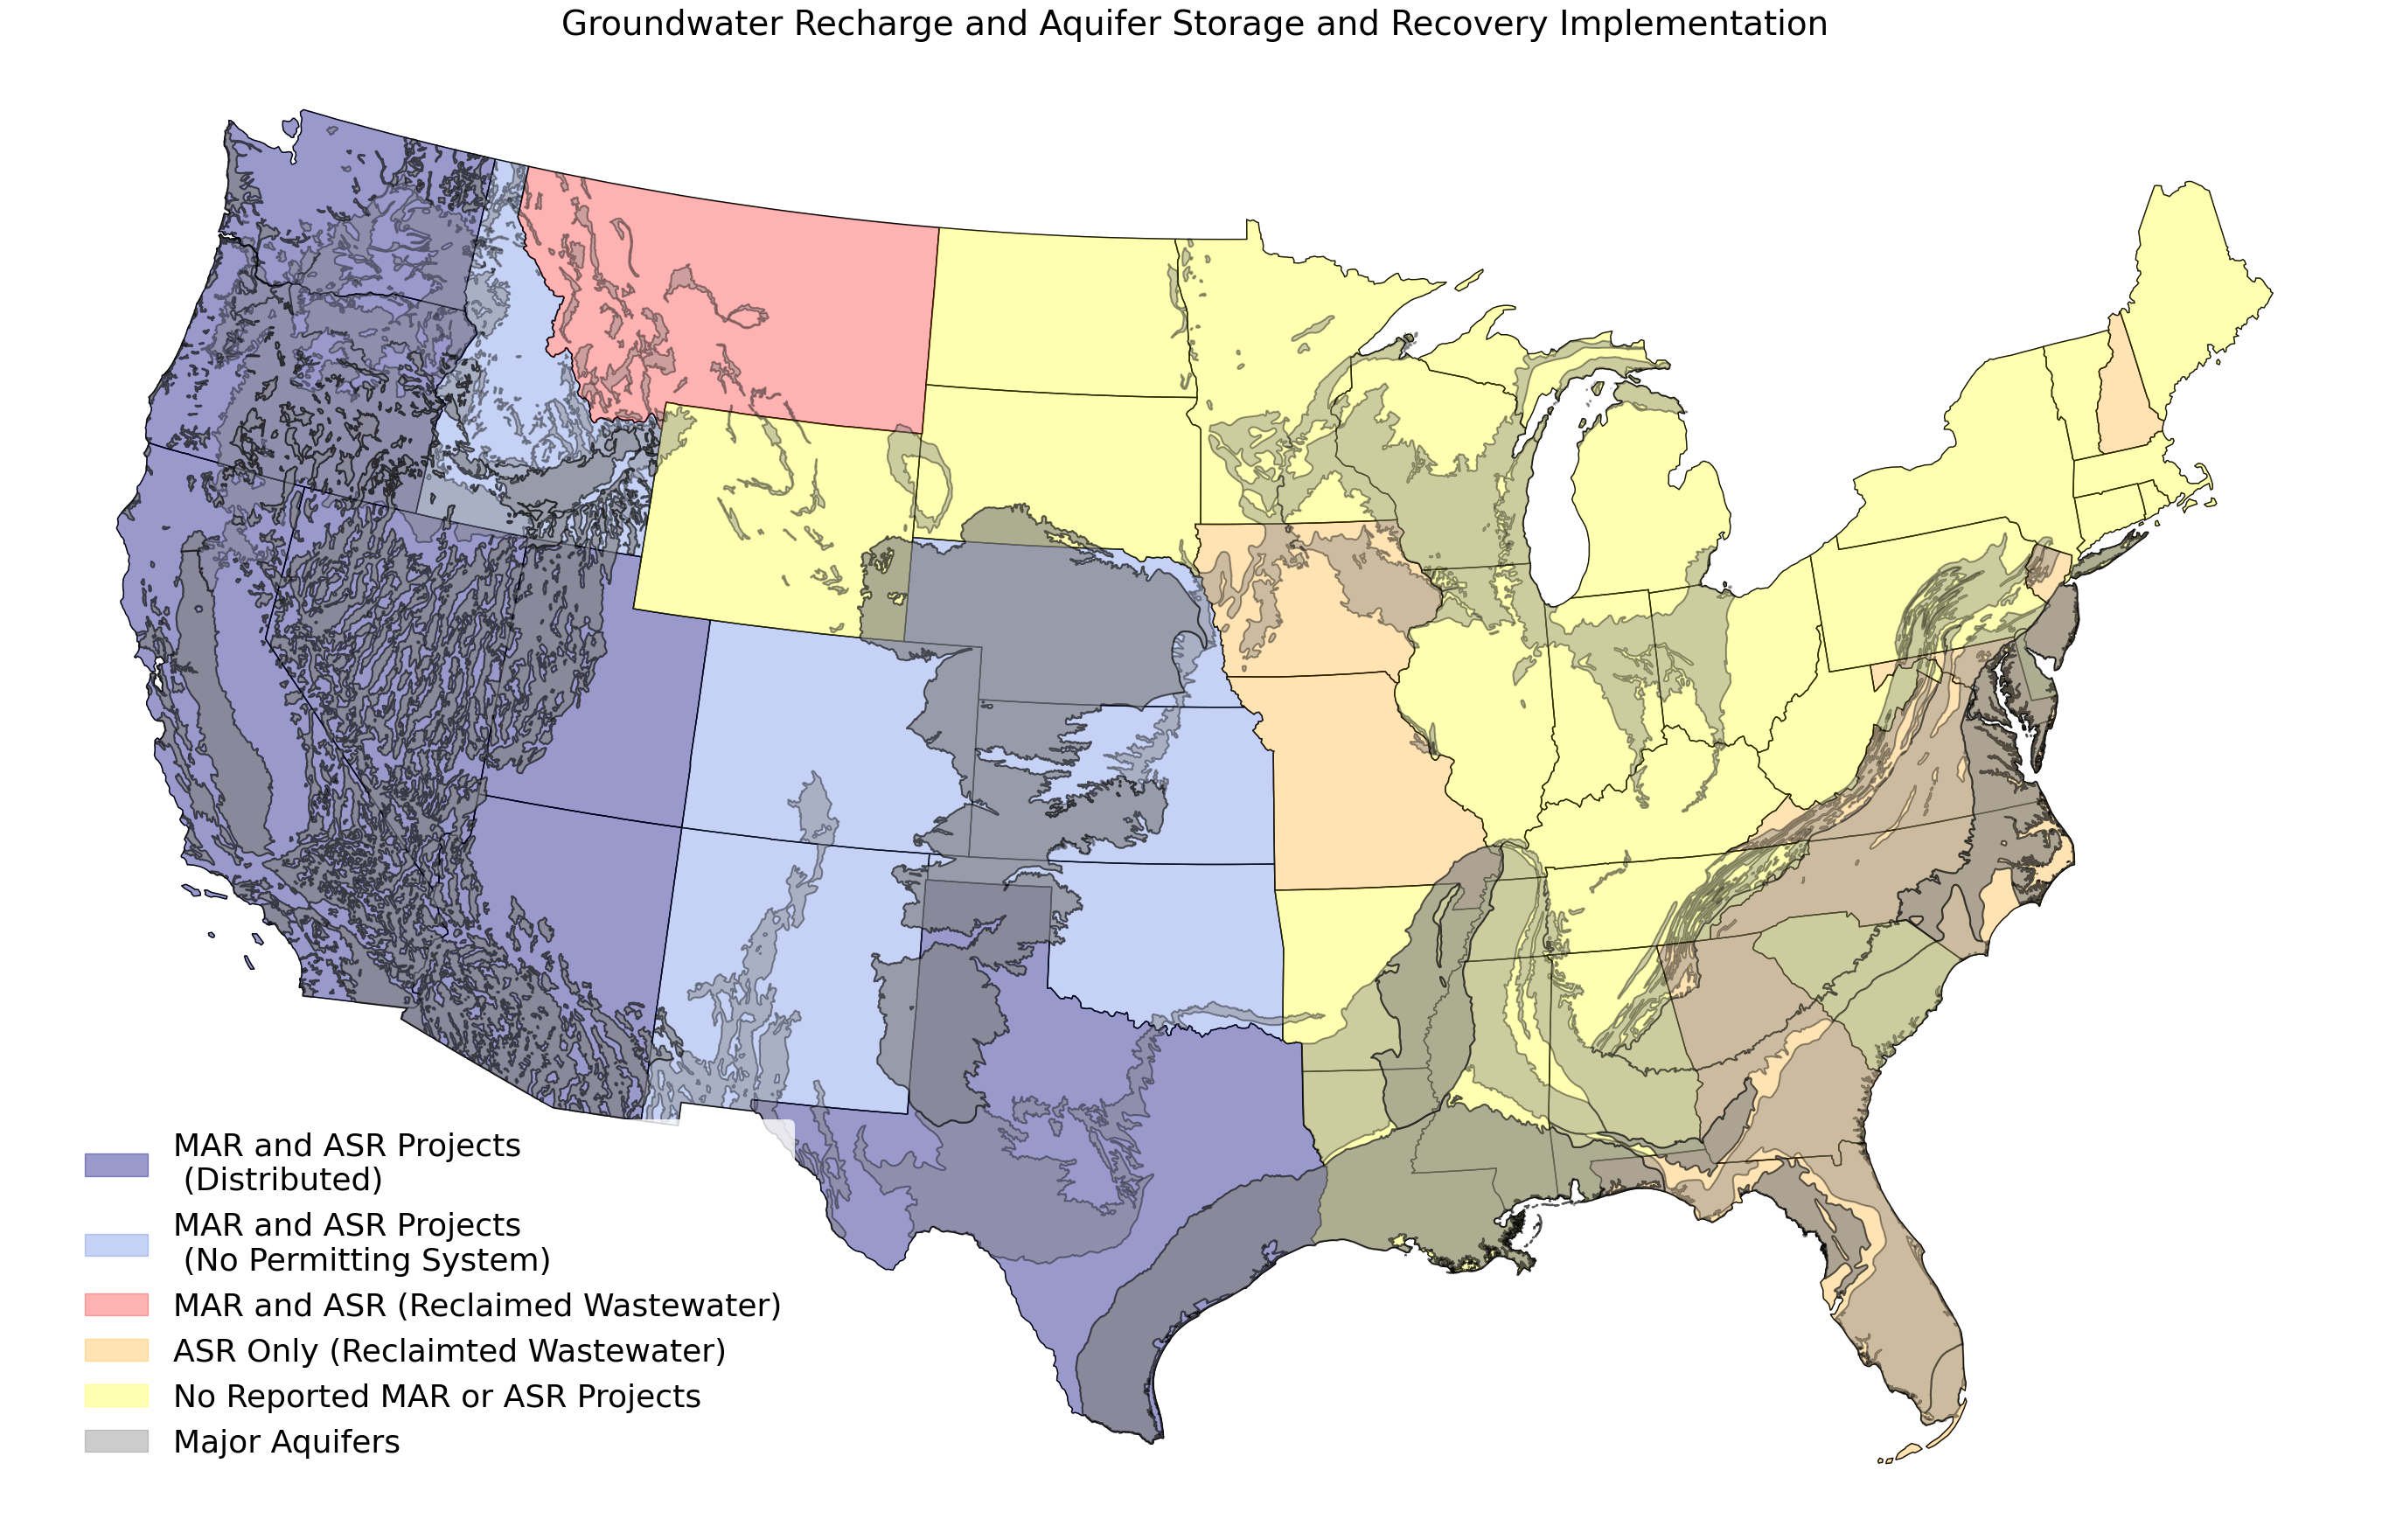 Groundwater Recharge and Aquifer Storage and Recovery Implementation
MAR and ASR Projects
(Distributed)
MAR and ASR Projects
(No Permitting System)
MAR and ASR (Reclaimed Wastewater)
ASR Only (Reclaimted Wastewater)
No Reported MAR or ASR Projects
Major Aquifers